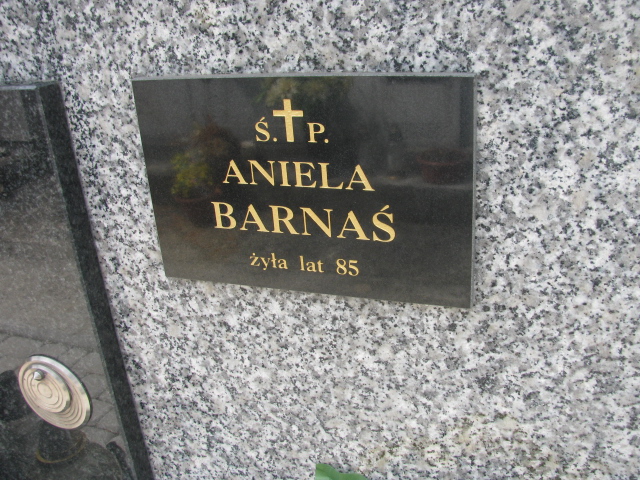 Ś. P.
ANIELA
BARNAŚ
żyła lat 85